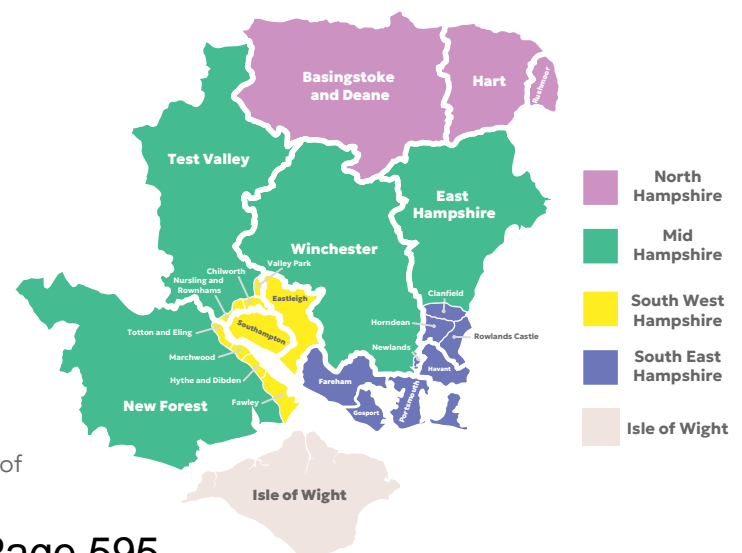 Basingstoke
and Deane
Hart
Rushmoor
Test Valley
East
Hampshire
Winchester
Valley Park
Chilworth
Nursling and
Rownhams
Eastleigh
Southampton
Totton and Eling
Marchwood
Hythe and Dibden
Fawley
New Forest
Clanfield
Horndean
Rowlands Castle
Newlands
Havant
Fareham
Gosport
Portsmouth
Isle of Wight
North
Hampshire
Mid
Hampshire
South West
Hampshire
South East
Hampshire
Isle of Wight
of
Page 595